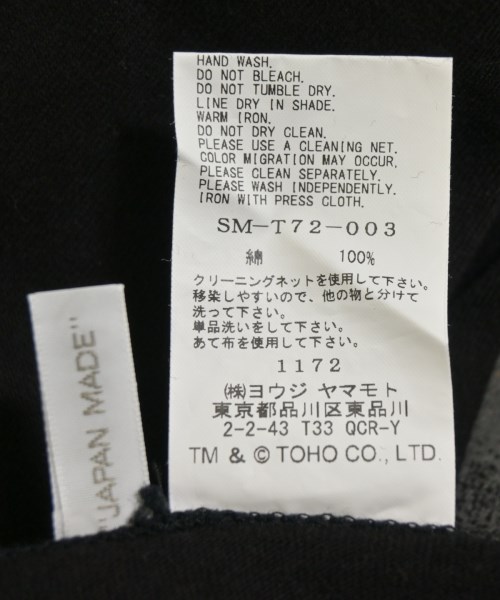 HAND WASH.
DO NOT BLEACH.
DO NOT TUMBLE DRY.
LINE DRY IN SHADE.
WARM IRON.
DO NOT DRY CLEAN.
PLEASE USE A CLEANING NET.
COLOR MIGRATION MAY OCCUR.
PLEASE CLEAN SEPARATELY.
PLEASE WASH INDEPENDENTLY.
IRON WITH PRESS CLOTH.
SM-T72-003
綿 100%
クリーニングネットを使用して下さい。
移染しやすいので、他の物と分けて
洗って下さい。
単品洗いをして下さい。
あて布を使用して下さい。
1172
㈱ヨウジ ヤマモト
東京都品川区東品川
2-2-43 T33 QCR-Y
TM & © TOHO CO., LTD.
"JAPAN MADE"